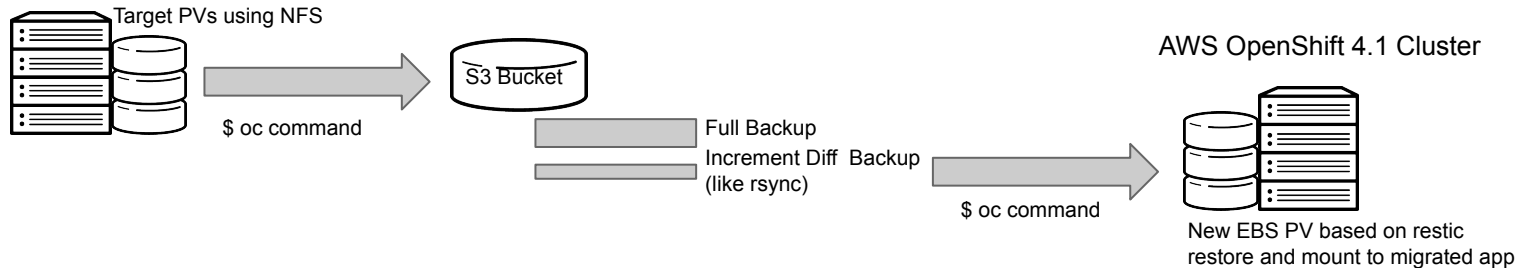 Target PVs using NFS
$ oc command
S3 Bucket
Full Backup
Increment Diff  Backup
(like rsync)
$ oc command
AWS OpenShift 4.1 Cluster
New EBS PV based on restic
restore and mount to migrated app